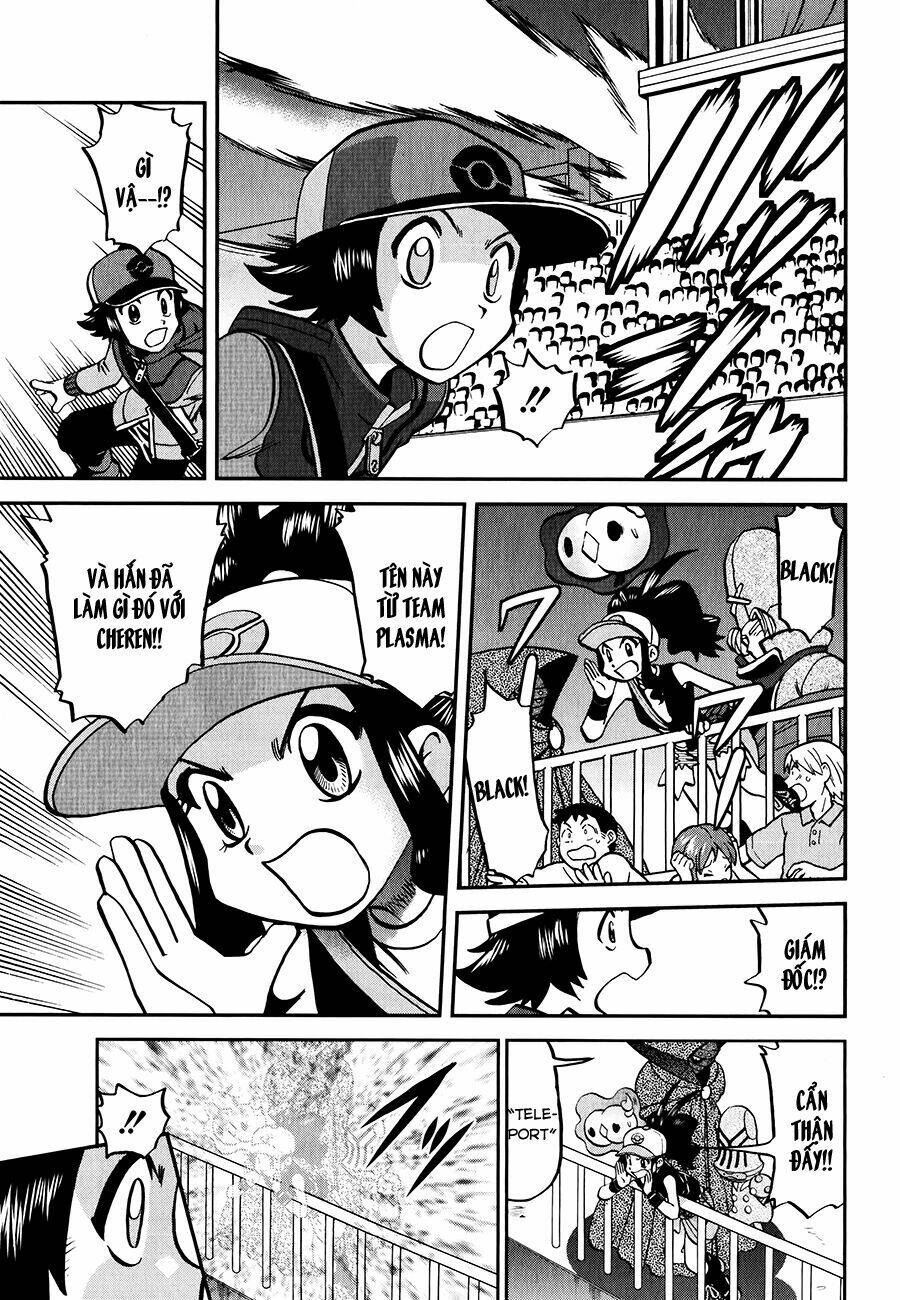 !!
GÌ
VẬ--!?
BLACK!
BLACK!
TÊN NÀY
TỪ TEAM
PLASMA!
VÀ HẮN ĐÃ
LÀM GÌ ĐÓ VỚI
CHEREN!!
GIÁM
ĐỐC!?
CẨN
THẬN
ĐẤY!!
"TELE-
PORT"
!!